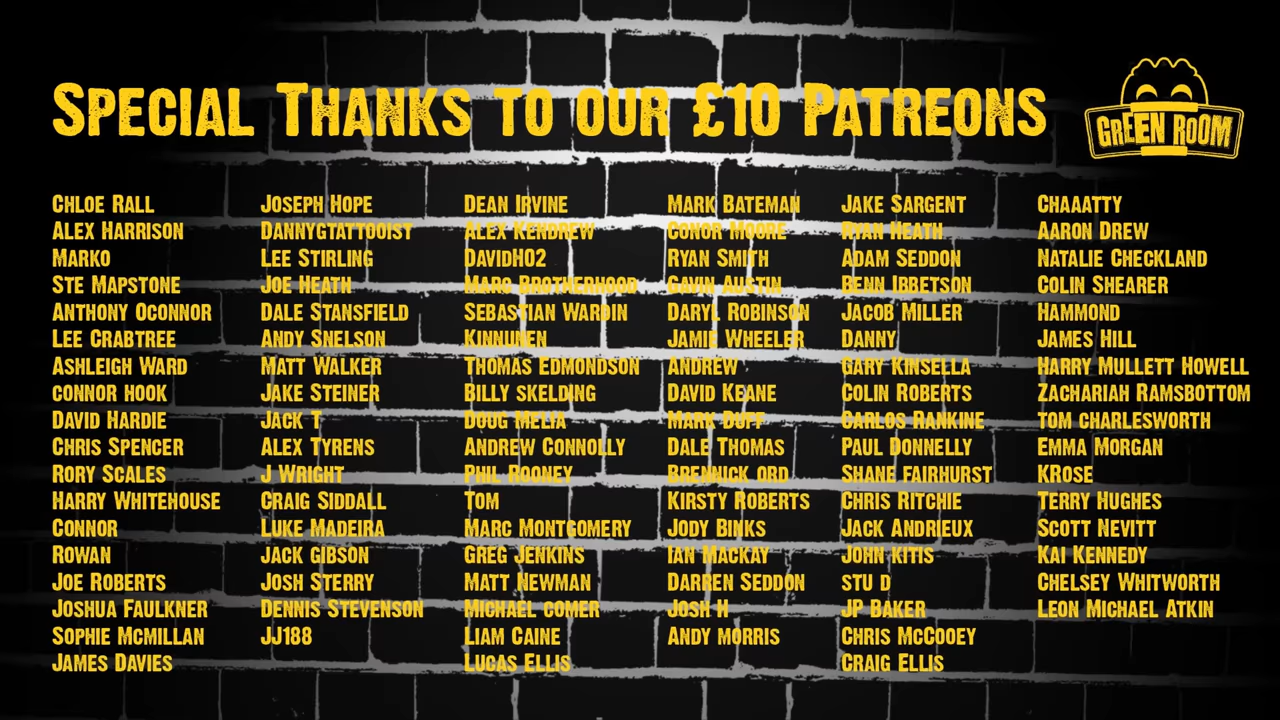 Special Thanks to our £10 Patreons
GREEN ROOM
Chloe Rall
Alex Harrison
Marko
Ste Mapstone
Anthony Oconnor
Lee Crabtree
Ashleigh Ward
connor hook
David Hardie
Chris Spencer
Rory Scales
Harry Whitehouse
Connor
Rowan
Joe Roberts
Joshua Faulkner
Sophie Mcmillan
James Davies
Joseph Hope
Dannygtattooist
Lee Stirling
Joe Heath
Dale Stansfield
Andy Snelson
Matt Walker
Jake Steiner
Jack T
Alex Tyrens
J Wright
Craig Siddall
Luke Madeira
Jack gibson
Josh Sterry
Dennis Stevenson
JJ188
Dean Irvine
Alex Kendrew
DavidH02
Marc Brotherhood
Sebastian Wardin
Kinnunen
Thomas Edmondson
Billy skelding
Doug Melia
Andrew Connolly
Phil Rooney
Tom
Marc Montgomery
Greg Jenkins
Matt Newman
Michael comer
Liam Caine
Lucas Ellis
Mark Bateman
Conor Moore
Ryan Smith
Gavin Austin
Daryl Robinson
Jamie Wheeler
Andrew
David Keane
Mark Duff
Dale Thomas
Brennick ord
Kirsty Roberts
Jody Binks
Ian Mackay
Darren Seddon
Josh H
Andy morris
Jake Sargent
Ryan Heath
Adam Seddon
Benn Ibbetson
Jacob Miller
Danny
Gary Kinsella
Colin Roberts
Carlos Rankine
Paul Donnelly
Shane fairhurst
Chris Ritchie
Jack Andrieux
John kitis
stu d
JP Baker
Chris McCooey
Craig Ellis
Chaaatty
Aaron Drew
Natalie Checkland
Colin Shearer
Hammond
James Hill
Harry Mullett Howell
Zachariah Ramsbottom
Tom charlesworth
Emma Morgan
KRose
Terry Hughes
Scott Nevitt
Kai Kennedy
Chelsey Whitworth
Leon Michael Atkin